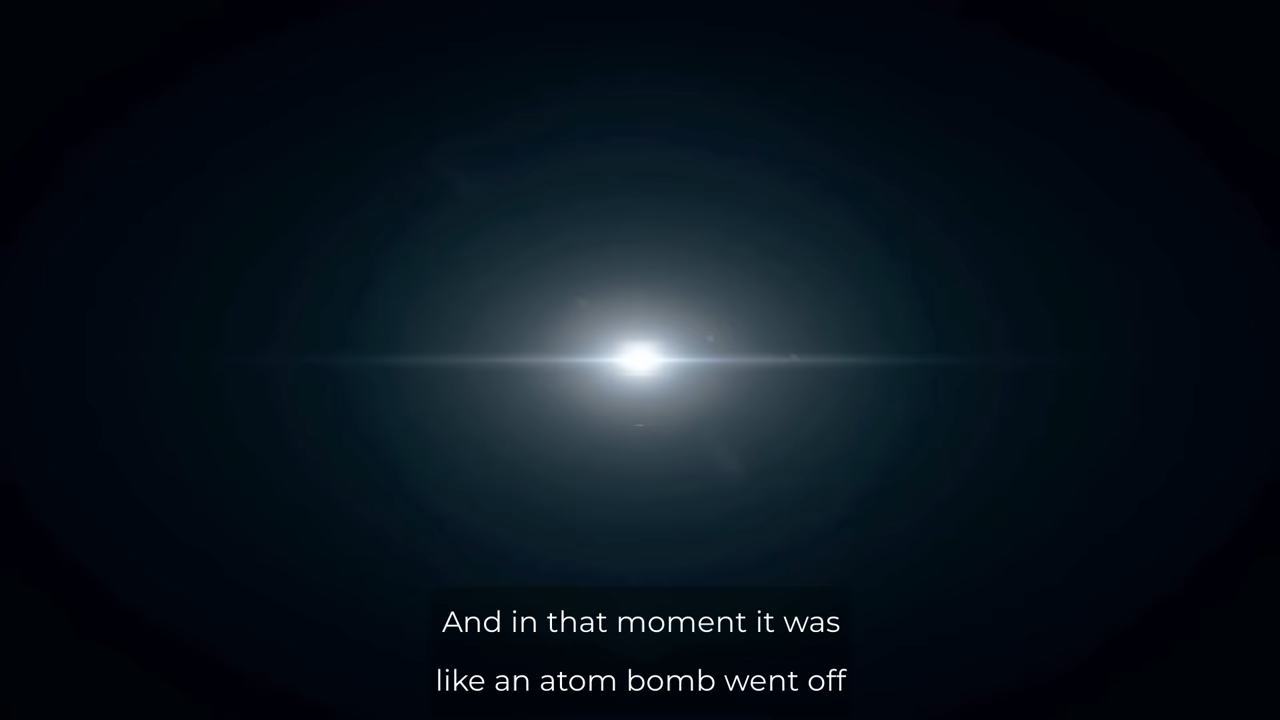 And in that moment it was
like an atom bomb went off